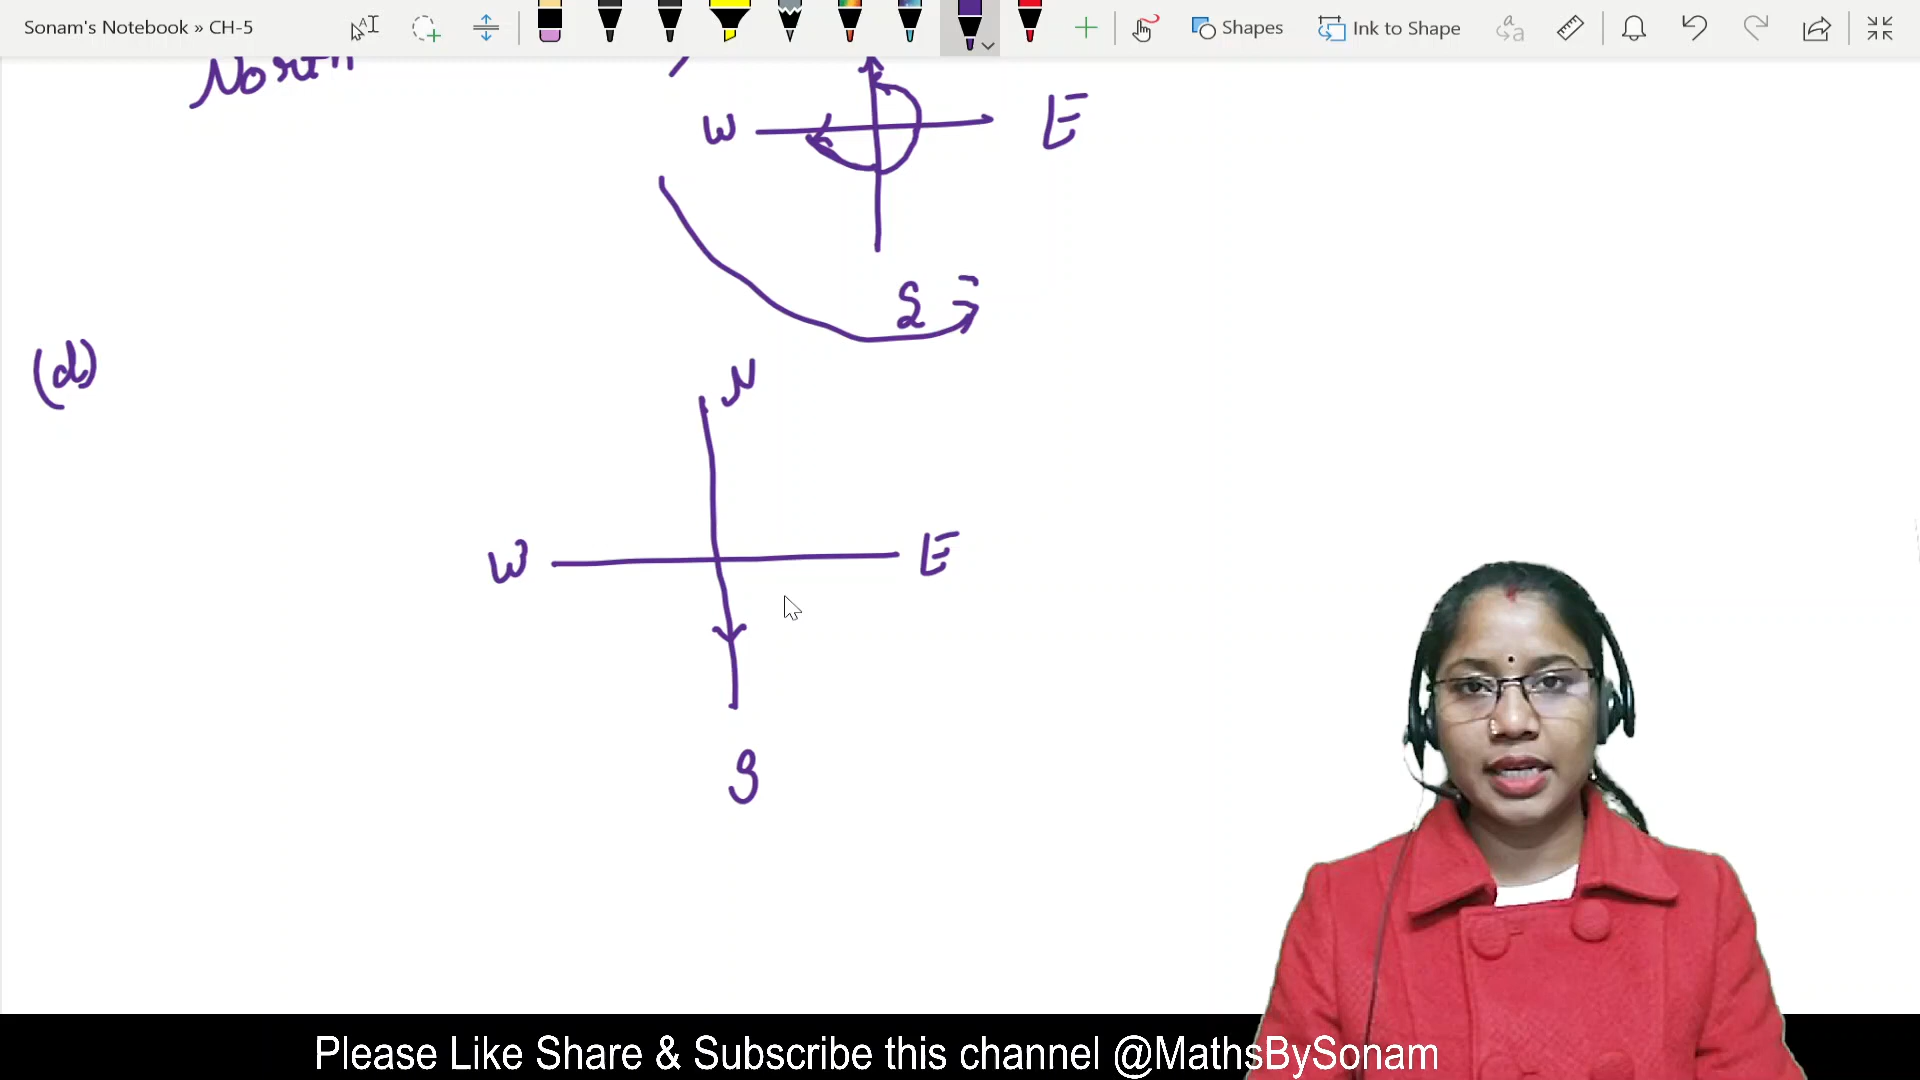 Sonam's Notebook » CH-5
Shapes
Ink to Shape
North
W
E
S
(d)
N
W
E
S
Please Like Share & Subscribe this channel @MathsBySonam